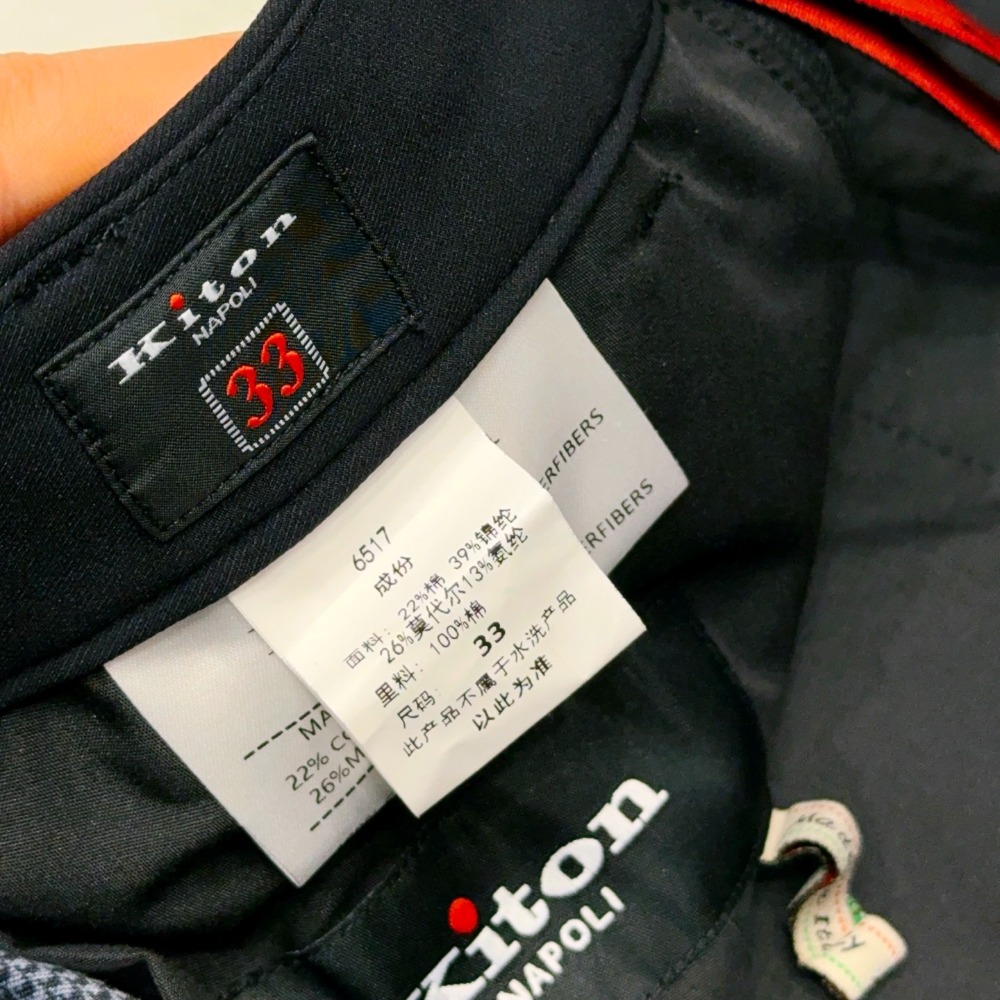 Kiton
NAPOLI
33
ERFIBERS
ERFIBERS
6517
成份
面料: 22%棉 39%锦纶
26%莫代尔13%氨纶
里料: 100%棉
尺码: 33
此产品不属于水洗产品
以此为准
MA
22% CO
26%M
Kiton
NAPOLI
Mad
Italy